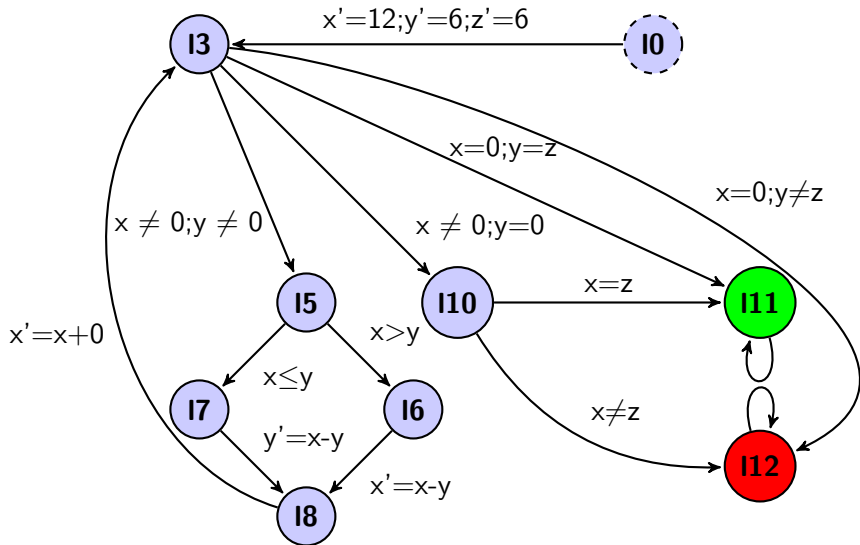 x'=12;y'=6;z'=6
l3
l0
x=0;y=z
x=0;y≠z
x ≠ 0;y ≠ 0
x ≠ 0;y=0
l5
l10
x=z
l11
x'=x+0
x>y
x≤y
l7
l6
x≠z
y'=x-y
l12
x'=x-y
l8